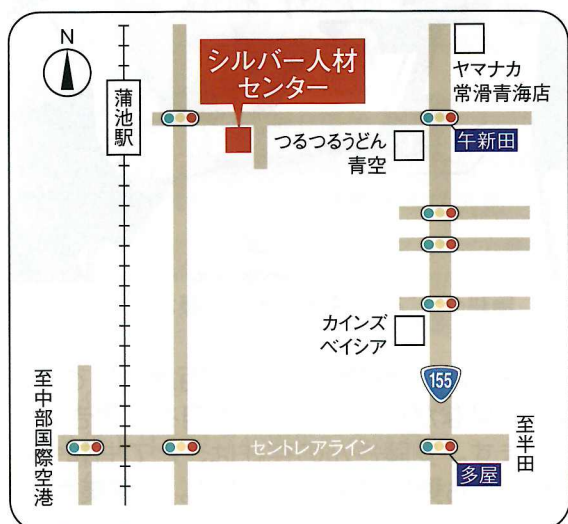 N
ヤマナカ
常滑青海店
シルバー人材
センター
蒲池駅
つるつるうどん
青空
午新田
カインズ
ベイシア
155
至中部国際空港
セントレアライン
至半田
多屋